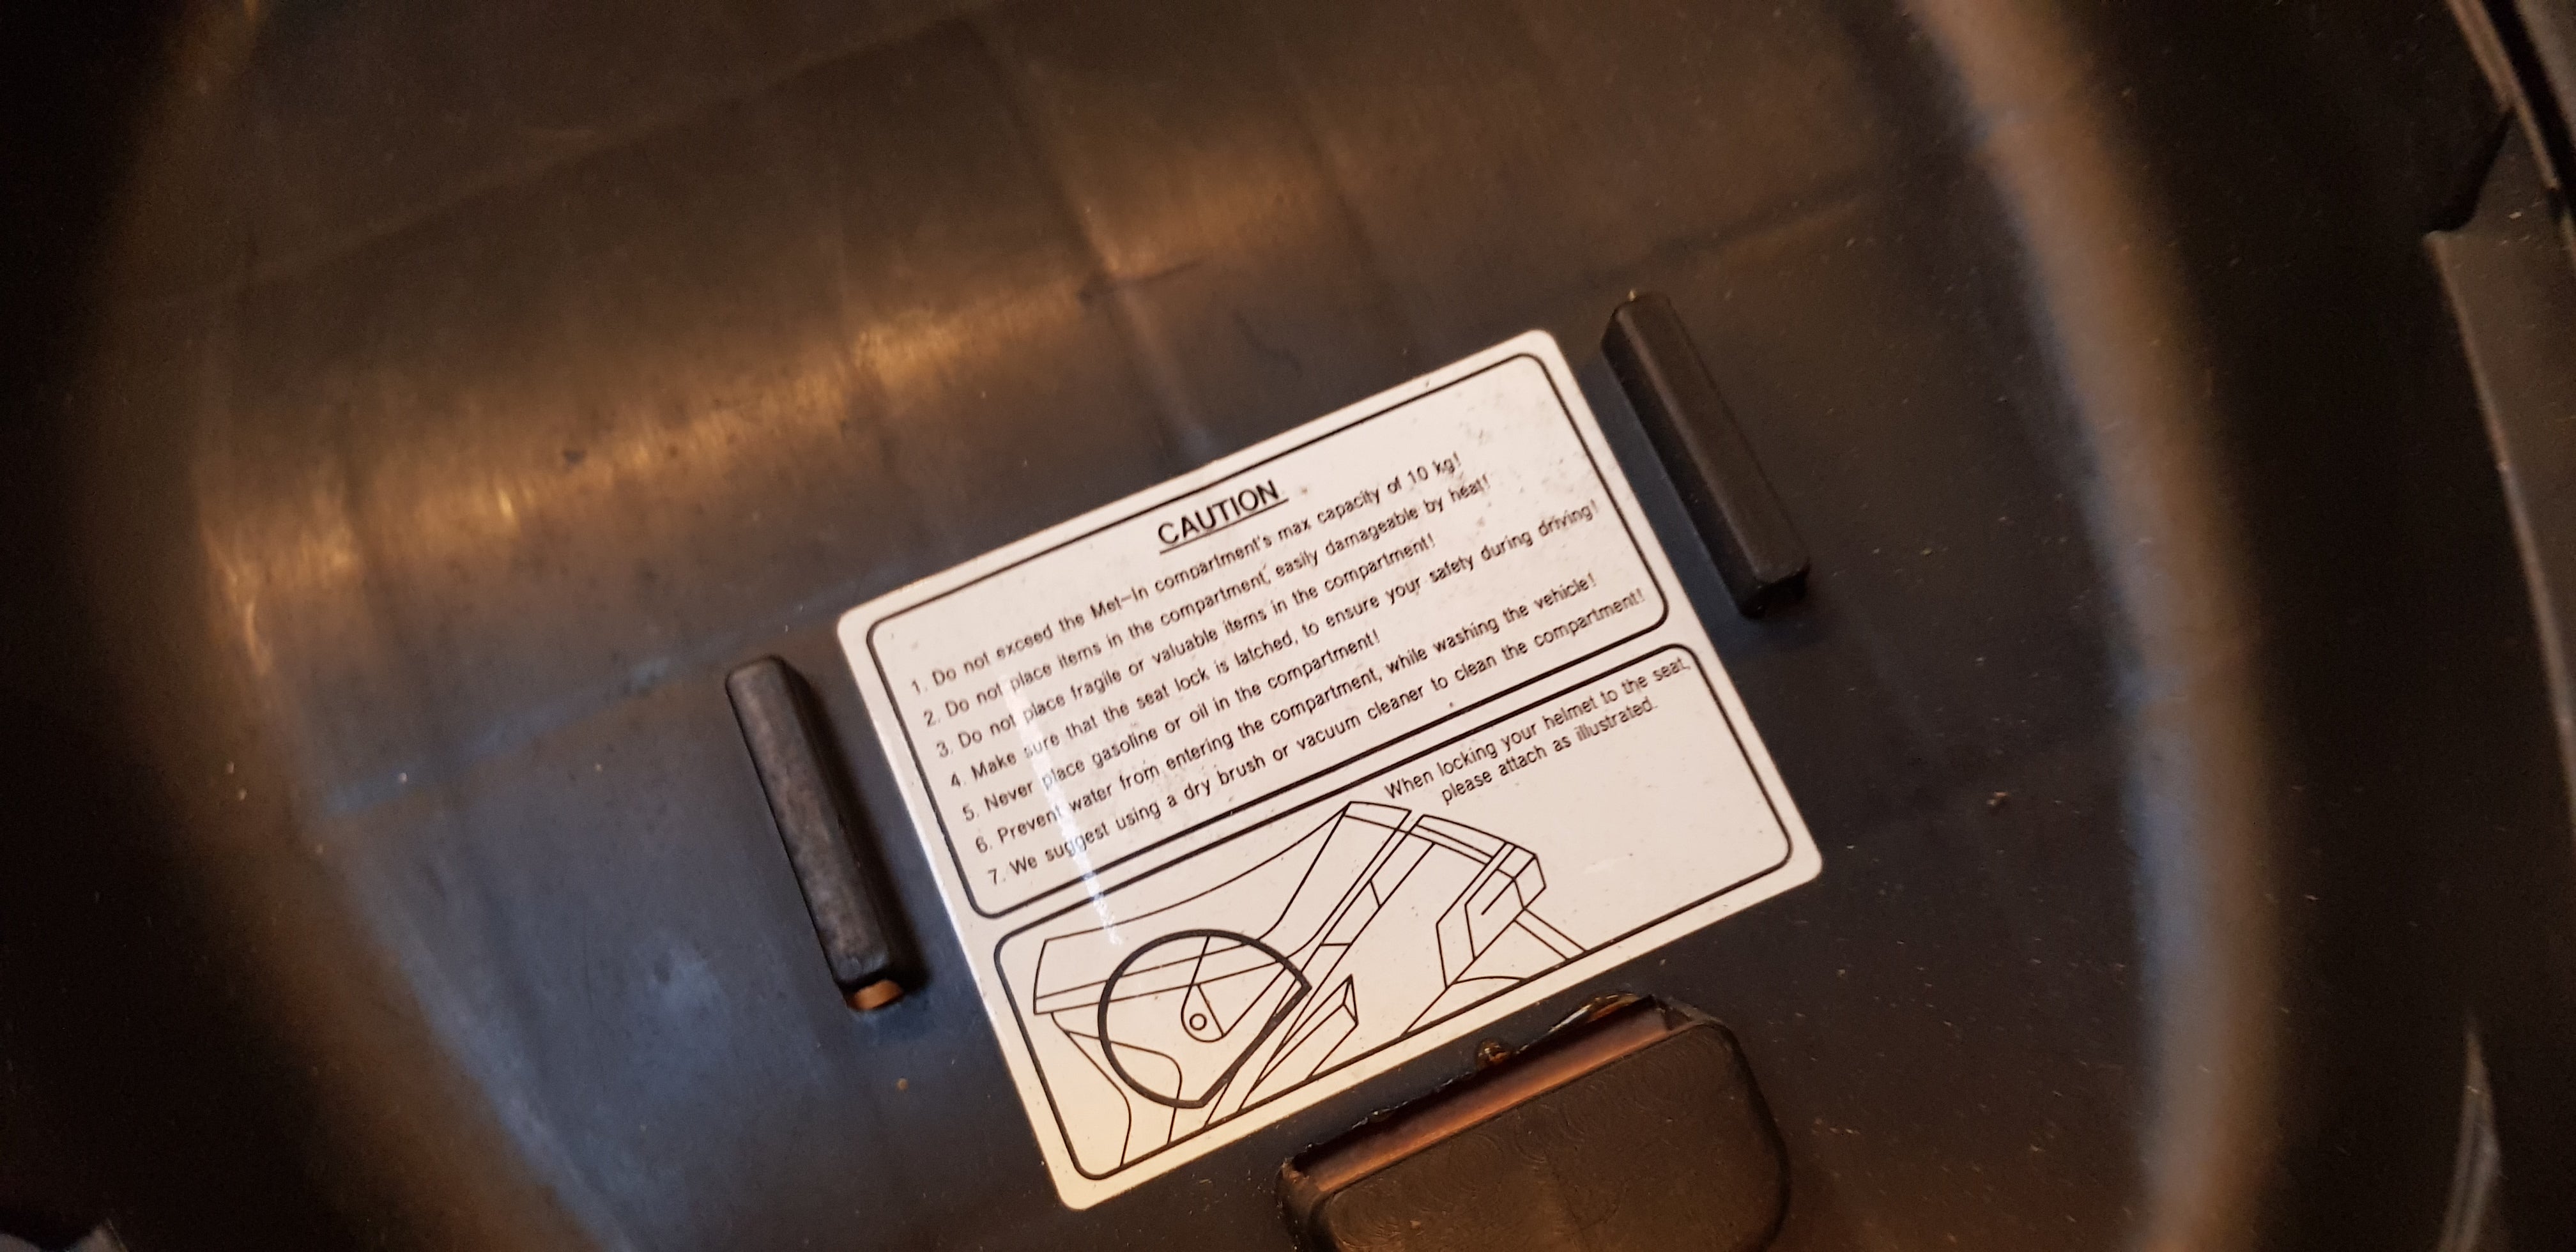 CAUTION
1. Do not exceed the Met-In compartment's max capacity of 10 kg!
2. Do not place items in the compartment, easily damageable by heat!
3. Do not place fragile or valuable items in the compartment!
4. Make sure that the seat lock is latched, to ensure your safety during driving!
5. Never place gasoline or oil in the compartment!
6. Prevent water from entering the compartment, while washing the vehicle!
7. We suggest using a dry brush or vacuum cleaner to clean the compartment!
When locking your helmet to the seat,
please attach as illustrated.